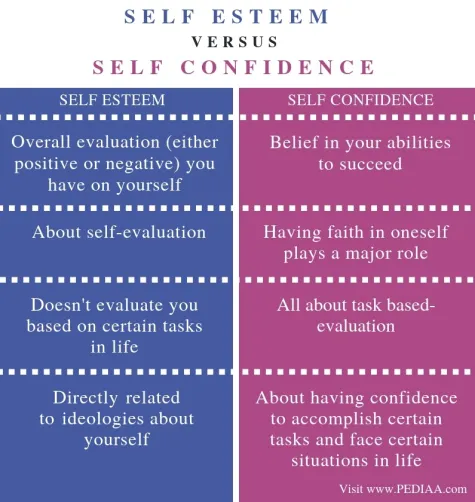 SELF ESTEEM
VERSUS
SELF CONFIDENCE
SELF ESTEEM
SELF CONFIDENCE
Overall evaluation (either
positive or negative) you
have on yourself
Belief in your abilities
to succeed
About self-evaluation
Having faith in oneself
plays a major role
Doesn't evaluate you
based on certain tasks
in life
All about task based-
evaluation
Directly related
to ideologies about
yourself
About having confidence
to accomplish certain
tasks and face certain
situations in life
Visit www.PEDIAA.com